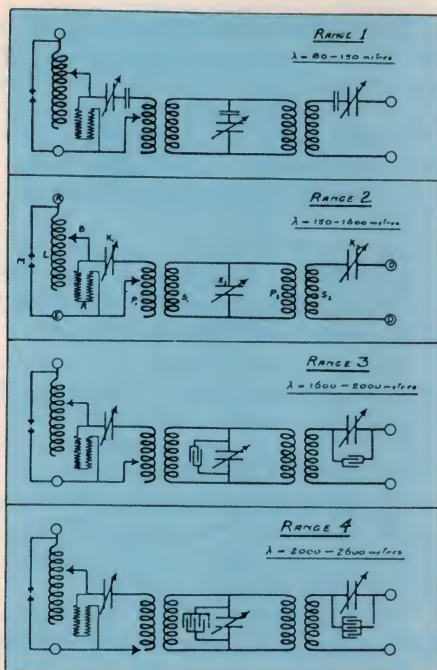 RANGE 1
λ = 80-150 metres
RANGE 2
λ = 150-1600 metres
A
B
K
L
M
R
P₁
S₁
K₂
P₂
S₂
K₃
E
D
D
RANGE 3
λ = 1600-2000 metres
RANGE 4
λ = 2000-2600 metres